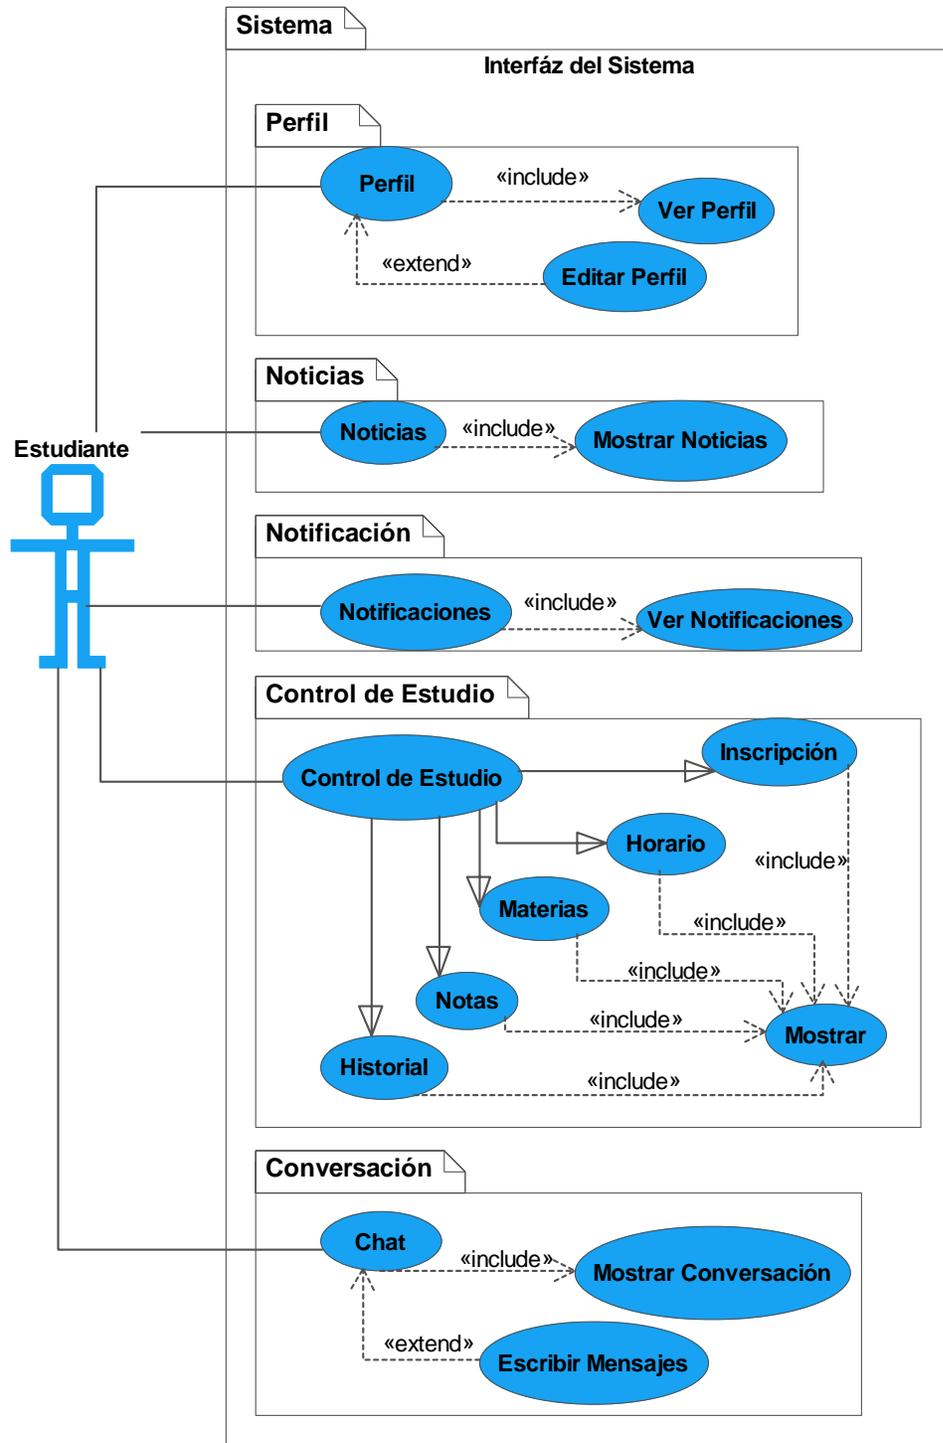 Sistema
Interfáz del Sistema
Perfil
Perfil
«include»
Ver Perfil
«extend»
Editar Perfil
Noticias
Noticias
«include»
Mostrar Noticias
Estudiante
Notificación
Notificaciones
«include»
Ver Notificaciones
Control de Estudio
Inscripción
Control de Estudio
Horario
«include»
Materias
«include»
«include»
Notas
«include»
Mostrar
Historial
«include»
Conversación
Chat
«include»
Mostrar Conversación
«extend»
Escribir Mensajes